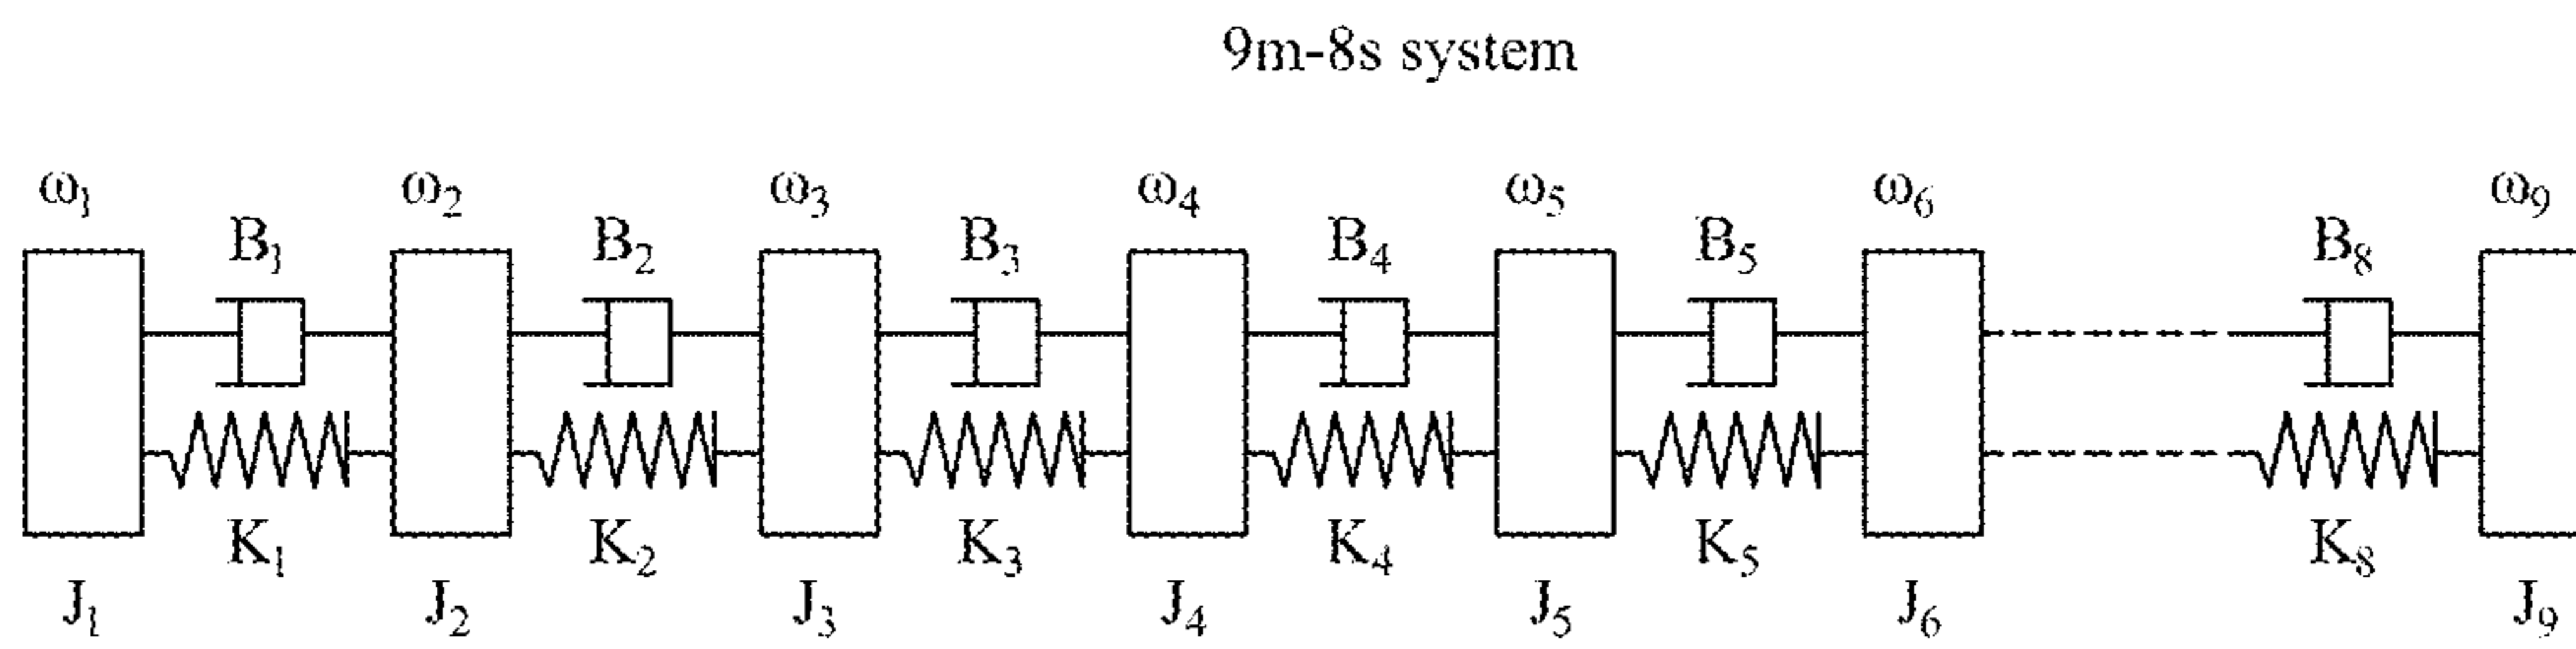 9m-8s system
ω₁ ω₂ ω₃ ω₄ ω₅ ω₆ ω₉
B₁ B₂ B₃ B₄ B₅ B₈
K₁ K₂ K₃ K₄ K₅ K₈
J₁ J₂ J₃ J₄ J₅ J₆ J₉